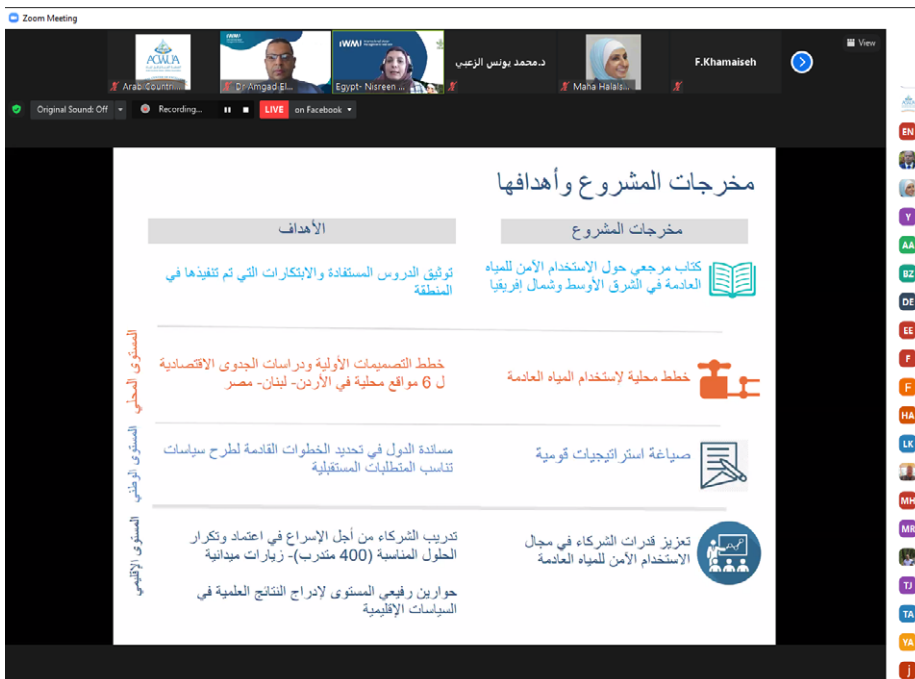 Zoom Meeting
View
ACWUA
IWMI
IWMI
Arab Countri...
Dr Amgad El...
Egypt- Nisreen ...
د.محمد يونس الزعبي
Maha Halals...
F.Khamaiseh
Original Sound: Off
Recording...
LIVE
on Facebook
مخرجات المشروع وأهدافها
مخرجات المشروع
الأهداف
كتاب مرجعي حول الاستخدام الآمن للمياه
العادمة في الشرق الأوسط وشمال إفريقيا
توثيق الدروس المستفادة والابتكارات التي تم تنفيذها في
المنطقة
المستوى المحلي
خطط محلية لإستخدام المياه العادمة
خطط التصميمات الأولية ودراسات الجدوى الاقتصادية
ل 6 مواقع محلية في الأردن- لبنان- مصر
المستوى الوطني
صياغة استراتيجيات قومية
مساندة الدول في تحديد الخطوات القادمة لطرح سياسات
تناسب المتطلبات المستقبلية
المستوى الإقليمي
تعزيز قدرات الشركاء في مجال
الاستخدام الآمن للمياه العادمة
تدريب الشركاء من أجل الإسراع في اعتماد وتكرار
الحلول المناسبة (400 متدرب)- زيارات ميدانية
حوارين رفيعي المستوى لإدراج النتائج العلمية في
السياسات الإقليمية
EN
Y
AA
BZ
DE
EE
F
F
HA
LK
MH
MR
TJ
TA
YA
j